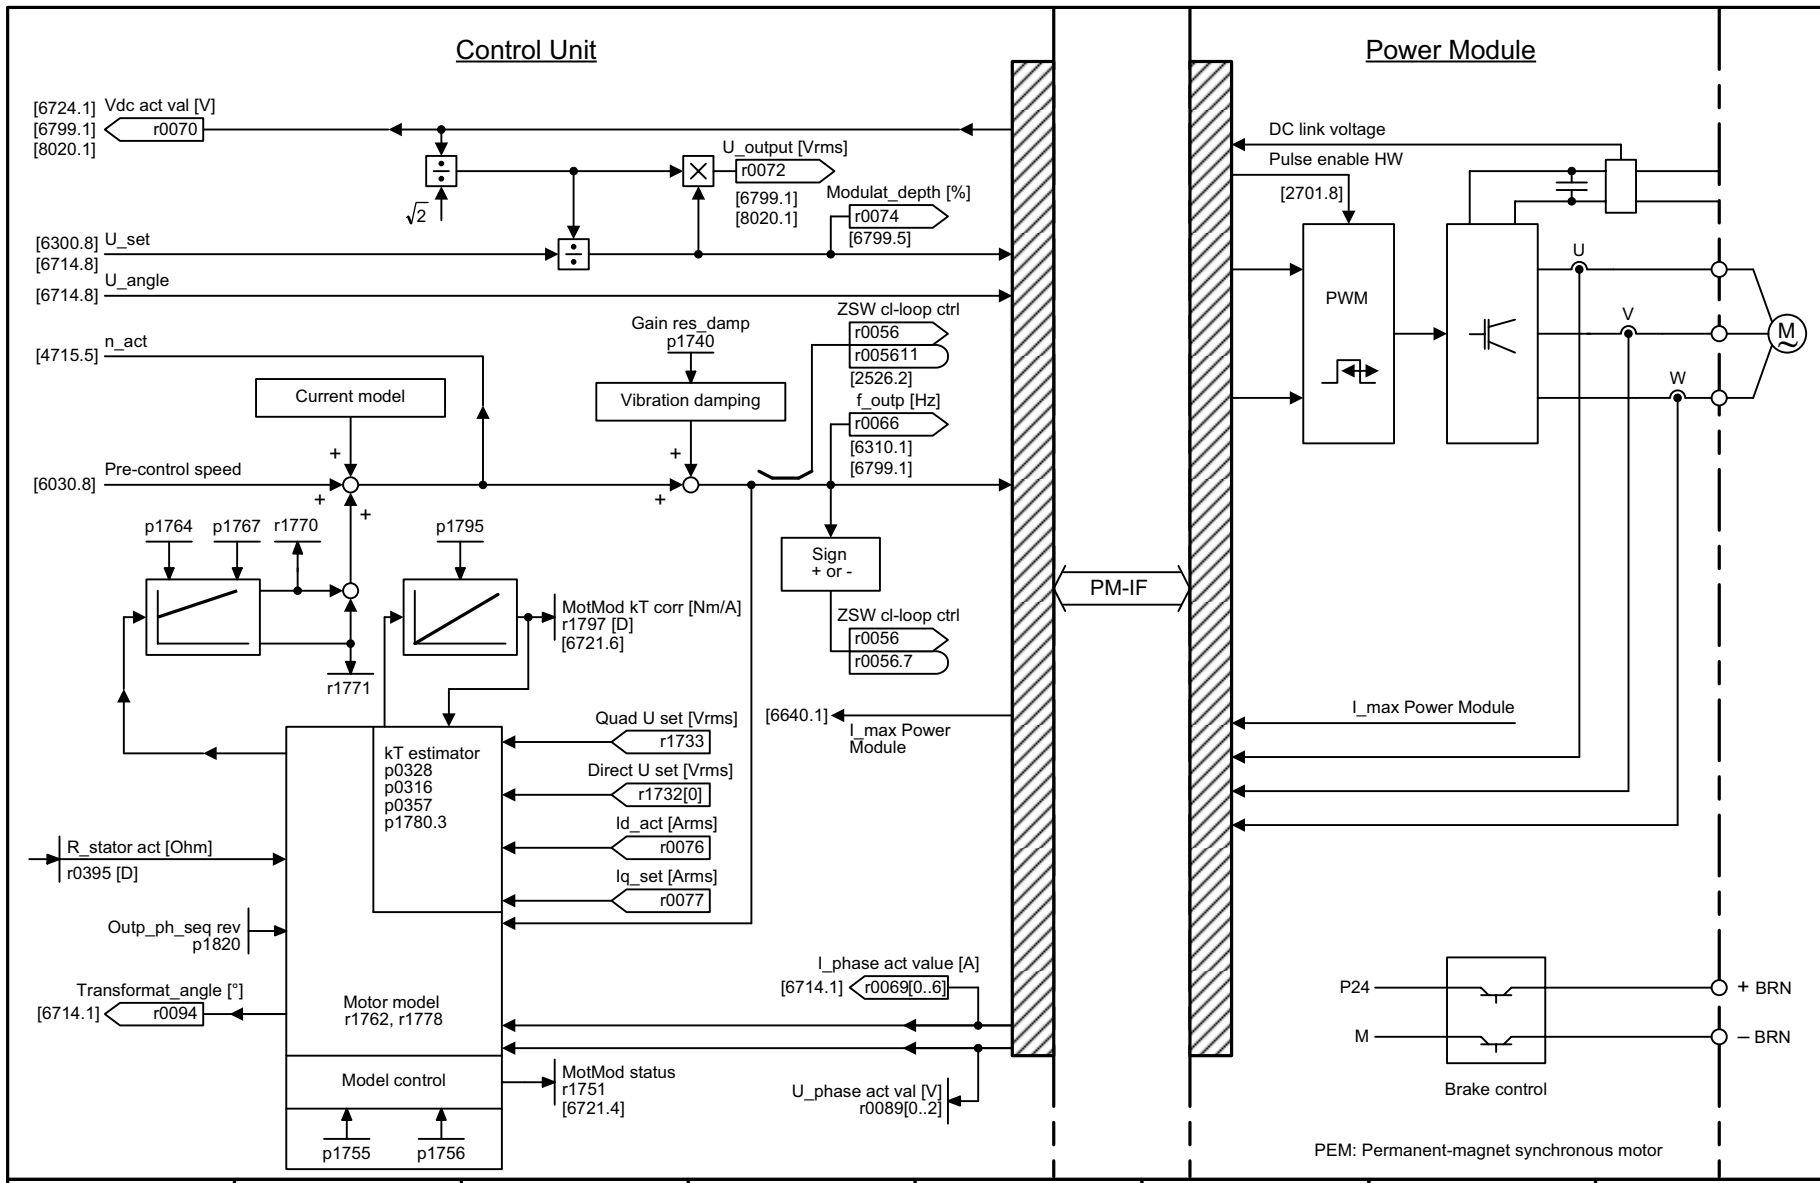 Control Unit
Power Module
[6724.1]
Vdc act val [V]
[6799.1]
r0070
[8020.1]
÷
√2
×
U_output [Vrms]
r0072
[6799.1]
[8020.1]
Modulat_depth [%]
r0074
[6799.5]
[6300.8]
U_set
[6714.8]
÷
U_angle
[6714.8]
n_act
[4715.5]
Current model
Gain res_damp
p1740
Vibration damping
ZSW cl-loop ctrl
r0056
r005611
[2526.2]
f_outp [Hz]
r0066
[6310.1]
[6799.1]
+
+
+
+
+
Pre-control speed
[6030.8]
p1764
p1767
r1770
p1795
r1771
MotMod kT corr [Nm/A]
r1797 [D]
[6721.6]
Sign
+ or -
ZSW cl-loop ctrl
r0056
r0056.7
[6640.1]
I_max Power
Module
kT estimator
p0328
p0316
p0357
p1780.3
Quad U set [Vrms]
r1733
Direct U set [Vrms]
r1732[0]
Id_act [Arms]
r0076
Iq_set [Arms]
r0077
R_stator act [Ohm]
r0395 [D]
Outp_ph_seq rev
p1820
Transformat_angle [°]
[6714.1]
r0094
Motor model
r1762, r1778
Model control
p1755
p1756
MotMod status
r1751
[6721.4]
I_phase act value [A]
[6714.1]
r0069[0..6]
U_phase act val [V]
r0089[0..2]
PM-IF
DC link voltage
Pulse enable HW
[2701.8]
PWM
U
V
W
M
~
I_max Power Module
P24
M
+ BRN
– BRN
Brake control
PEM: Permanent-magnet synchronous motor